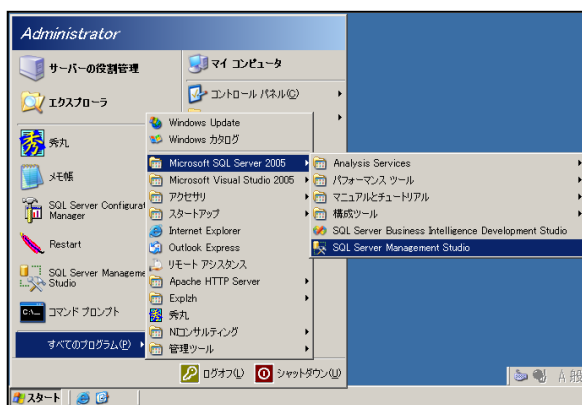 Administrator
サーバーの役割管理
エクスプローラ
秀丸
メモ帳
SQL Server Configurat
Manager
Restart
SQL Server Manageme
Studio
コマンド プロンプト
すべてのプログラム(P)
マイ コンピュータ
コントロール パネル(C)
Windows Update
Windows カタログ
Microsoft SQL Server 2005
Microsoft Visual Studio 2005
アクセサリ
スタートアップ
Internet Explorer
Outlook Express
リモート アシスタンス
Apache HTTP Server
Explzh
秀丸
NIコンサルティング
管理ツール
Analysis Services
パフォーマンス ツール
マニュアルとチュートリアル
構成ツール
SQL Server Business Intelligence Development Studio
SQL Server Management Studio
ログオフ(L)
シャットダウン(U)
スタート
A 般